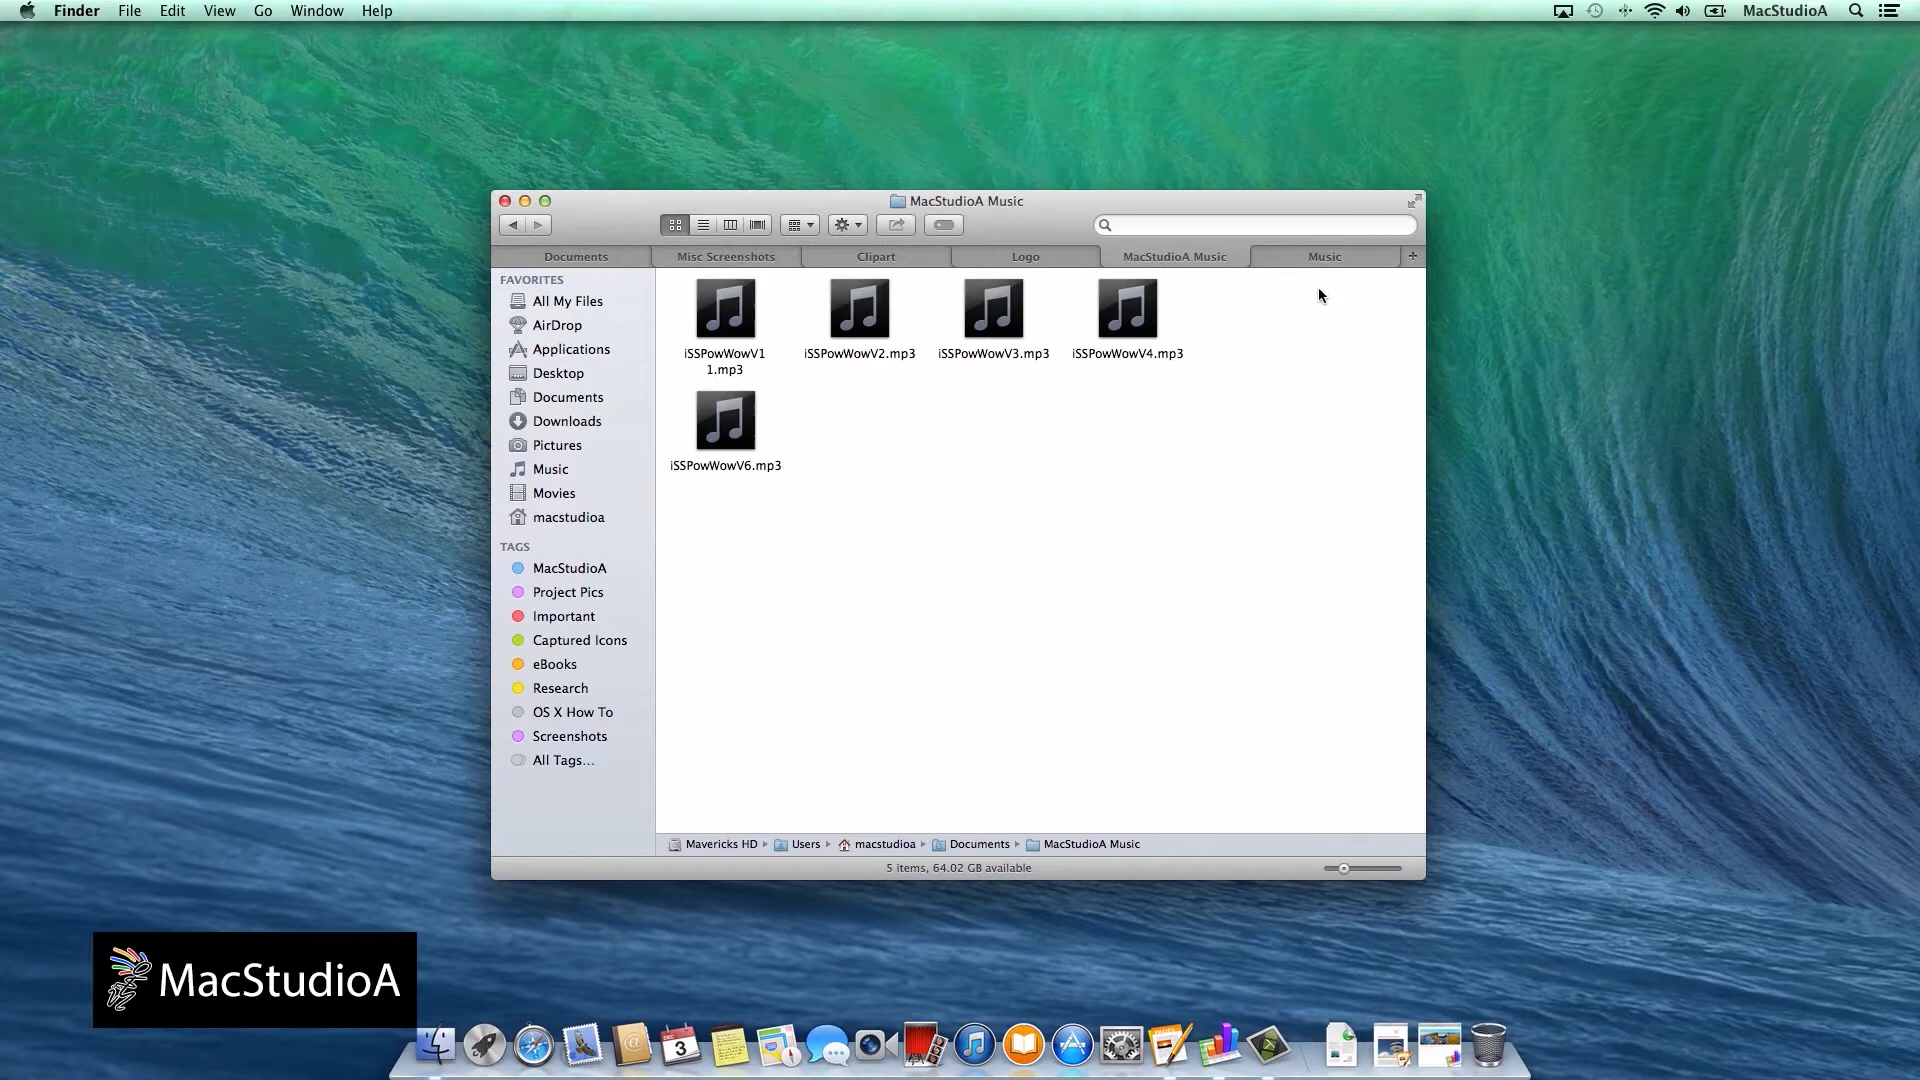 Finder File Edit View Go Window Help MacStudioA
MacStudioA Music
Documents Misc Screenshots Clipart Logo MacStudioA Music Music +
FAVORITES
All My Files
AirDrop
Applications
Desktop
Documents
Downloads
Pictures
Music
Movies
macstudioa
TAGS
MacStudioA
Project Pics
Important
Captured Icons
eBooks
Research
OS X How To
Screenshots
All Tags...
iSSPowWowV1
1.mp3
iSSPowWowV2.mp3
iSSPowWowV3.mp3
iSSPowWowV4.mp3
iSSPowWowV6.mp3
Mavericks HD Users macstudioa Documents MacStudioA Music
5 items, 64.02 GB available
MacStudioA
DEC
3